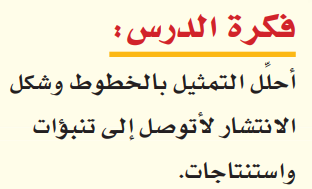 فكرة الدرس:
أحلِّل التمثيل بالخطوط وشكل
الانتشار لأتوصل إلى تنبؤات
واستنتاجات.